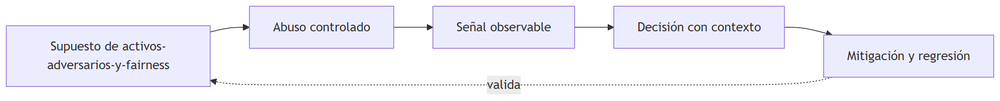 Supuesto de activos-
adversarios-y-fairness
Abuso controlado
Señal observable
Decisión con contexto
Mitigación y regresión
valida